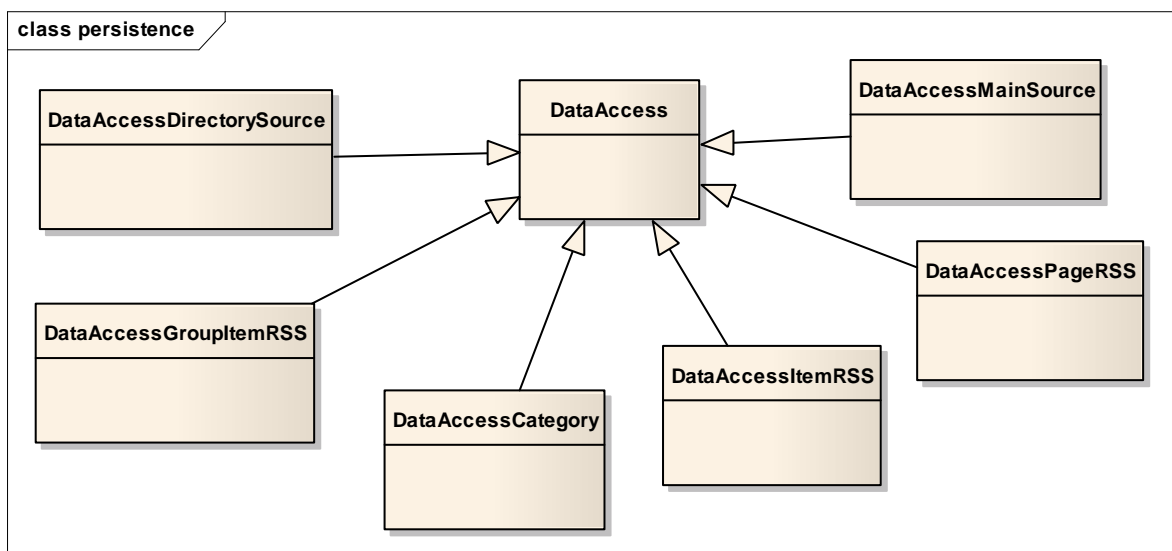 class persistence
DataAccessDirectorySource
DataAccess
DataAccessMainSource
DataAccessGroupItemRSS
DataAccessCategory
DataAccessItemRSS
DataAccessPageRSS